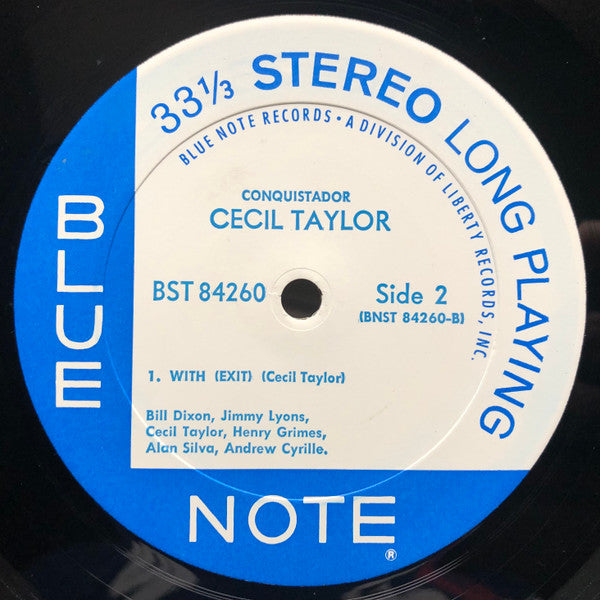 33⅓ STEREO LONG PLAYING
BLUE NOTE RECORDS • A DIVISION OF LIBERTY RECORDS, INC.
CONQUISTADOR
CECIL TAYLOR
BST 84260
Side 2
(BNST 84260-B)
1. WITH (EXIT) (Cecil Taylor)
Bill Dixon, Jimmy Lyons,
Cecil Taylor, Henry Grimes,
Alan Silva, Andrew Cyrille.
BLUE
NOTE®